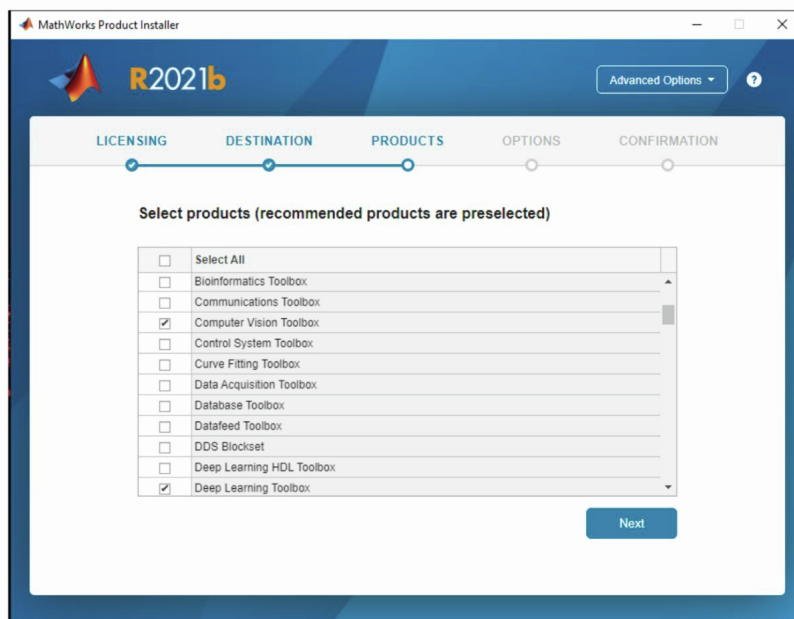 MathWorks Product Installer
R2021b
Advanced Options
?
LICENSING DESTINATION PRODUCTS OPTIONS CONFIRMATION
Select products (recommended products are preselected)
Select All
Bioinformatics Toolbox
Communications Toolbox
Computer Vision Toolbox
Control System Toolbox
Curve Fitting Toolbox
Data Acquisition Toolbox
Database Toolbox
Datafeed Toolbox
DDS Blockset
Deep Learning HDL Toolbox
Deep Learning Toolbox
Next